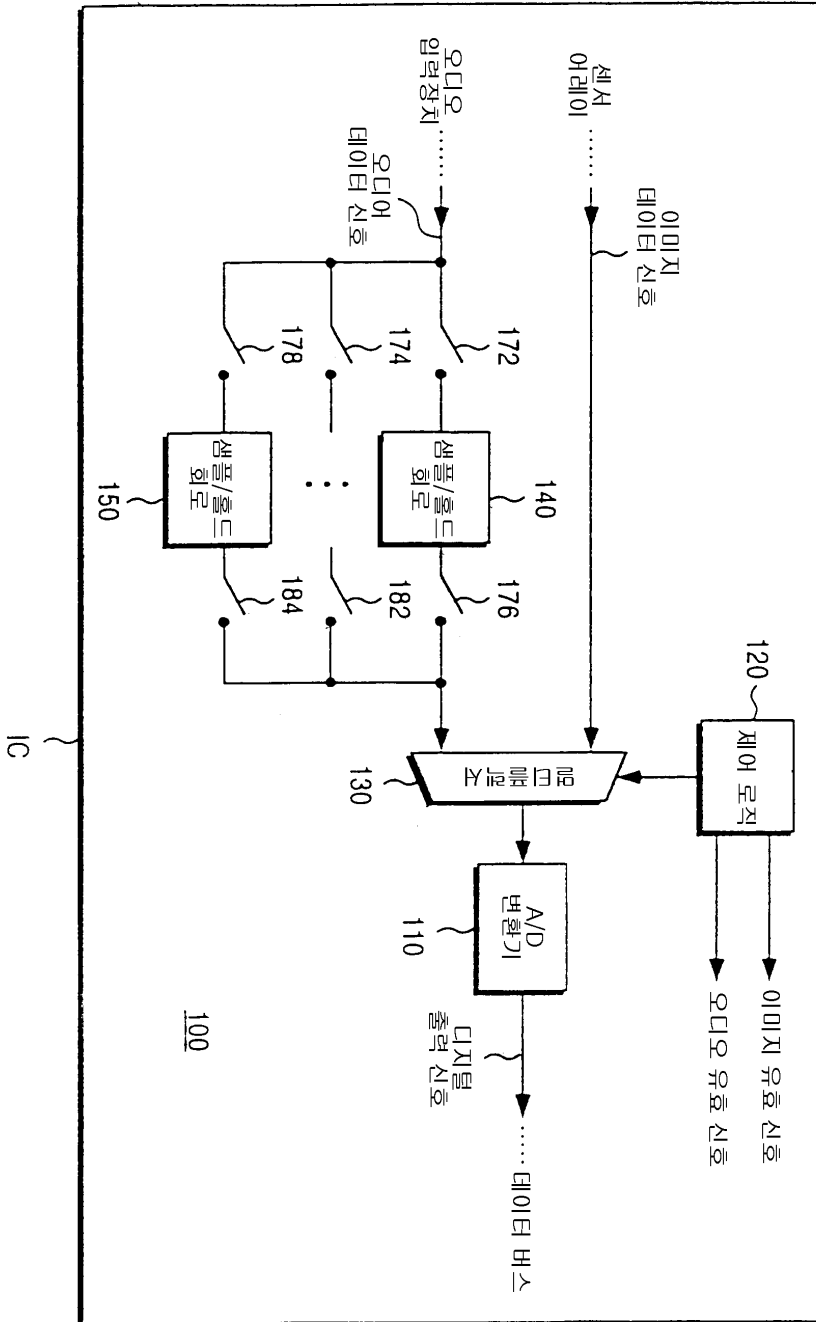 120
제어 로직
이미지 유효 신호
오디오 유효 신호
센서
어레이
이미지
데이터 신호
오디오
입력장치
오디어
데이터 신호
172
샘플/홀드
회로
140
176
멀티플렉서
130
A/D
변환기
110
디지털
출력 신호
데이터 버스
174
182
178
샘플/홀드
회로
150
184
100
IC